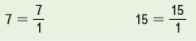 7 = 7/1    15 = 15/1